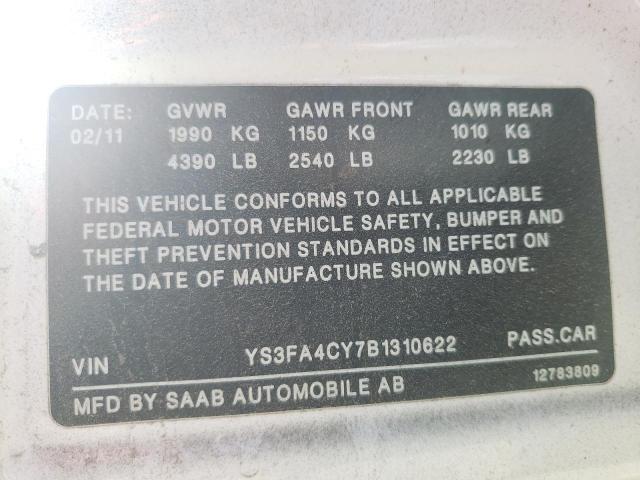 DATE: GVWR GAWR FRONT GAWR REAR
02/11 1990 KG 1150 KG 1010 KG
4390 LB 2540 LB 2230 LB
THIS VEHICLE CONFORMS TO ALL APPLICABLE
FEDERAL MOTOR VEHICLE SAFETY, BUMPER AND
THEFT PREVENTION STANDARDS IN EFFECT ON
THE DATE OF MANUFACTURE SHOWN ABOVE.
VIN YS3FA4CY7B1310622 PASS.CAR
MFD BY SAAB AUTOMOBILE AB 12783809